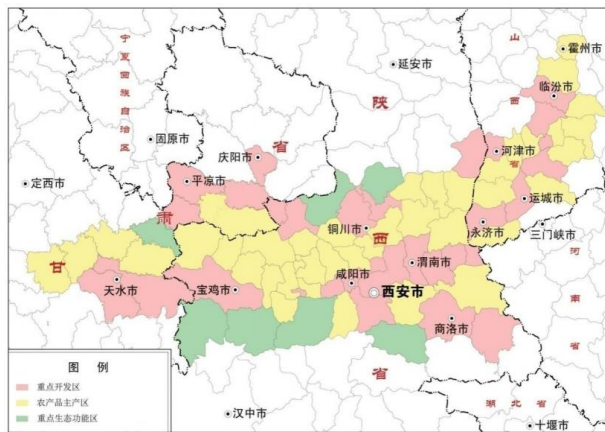 宁夏回族自治区
山西省
霍州市
延安市
陕西省
临汾市
固原市
庆阳市
河津市
定西市
平凉市
甘肃省
运城市
铜川市
永济市
三门峡市
渭南市
咸阳市
天水市
宝鸡市
西安市
河南省
商洛市
图 例
重点开发区
农产品主产区
重点生态功能区
汉中市
湖北省
十堰市